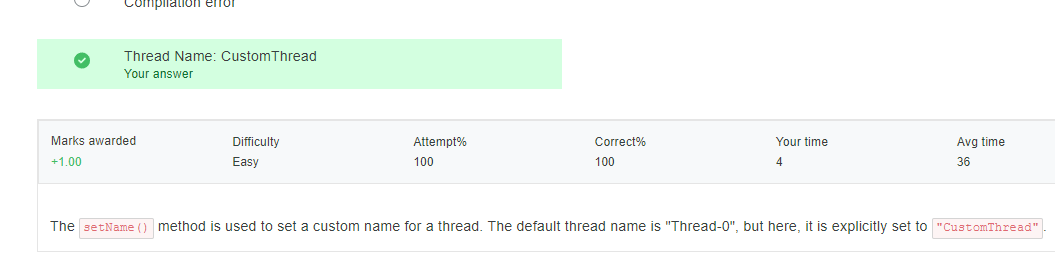 Compilation error
Thread Name: CustomThread
Your answer
Marks awarded Difficulty Attempt% Correct% Your time Avg time
+1.00 Easy 100 100 4 36
The setName() method is used to set a custom name for a thread. The default thread name is "Thread-0", but here, it is explicitly set to "CustomThread".